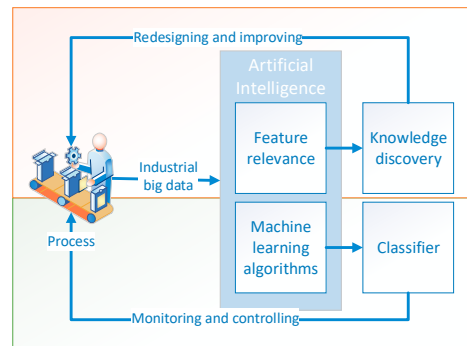 Redesigning and improving
Artificial
Intelligence
Feature
relevance
Knowledge
discovery
Industrial
big data
Machine
learning
algorithms
Classifier
Process
Monitoring and controlling